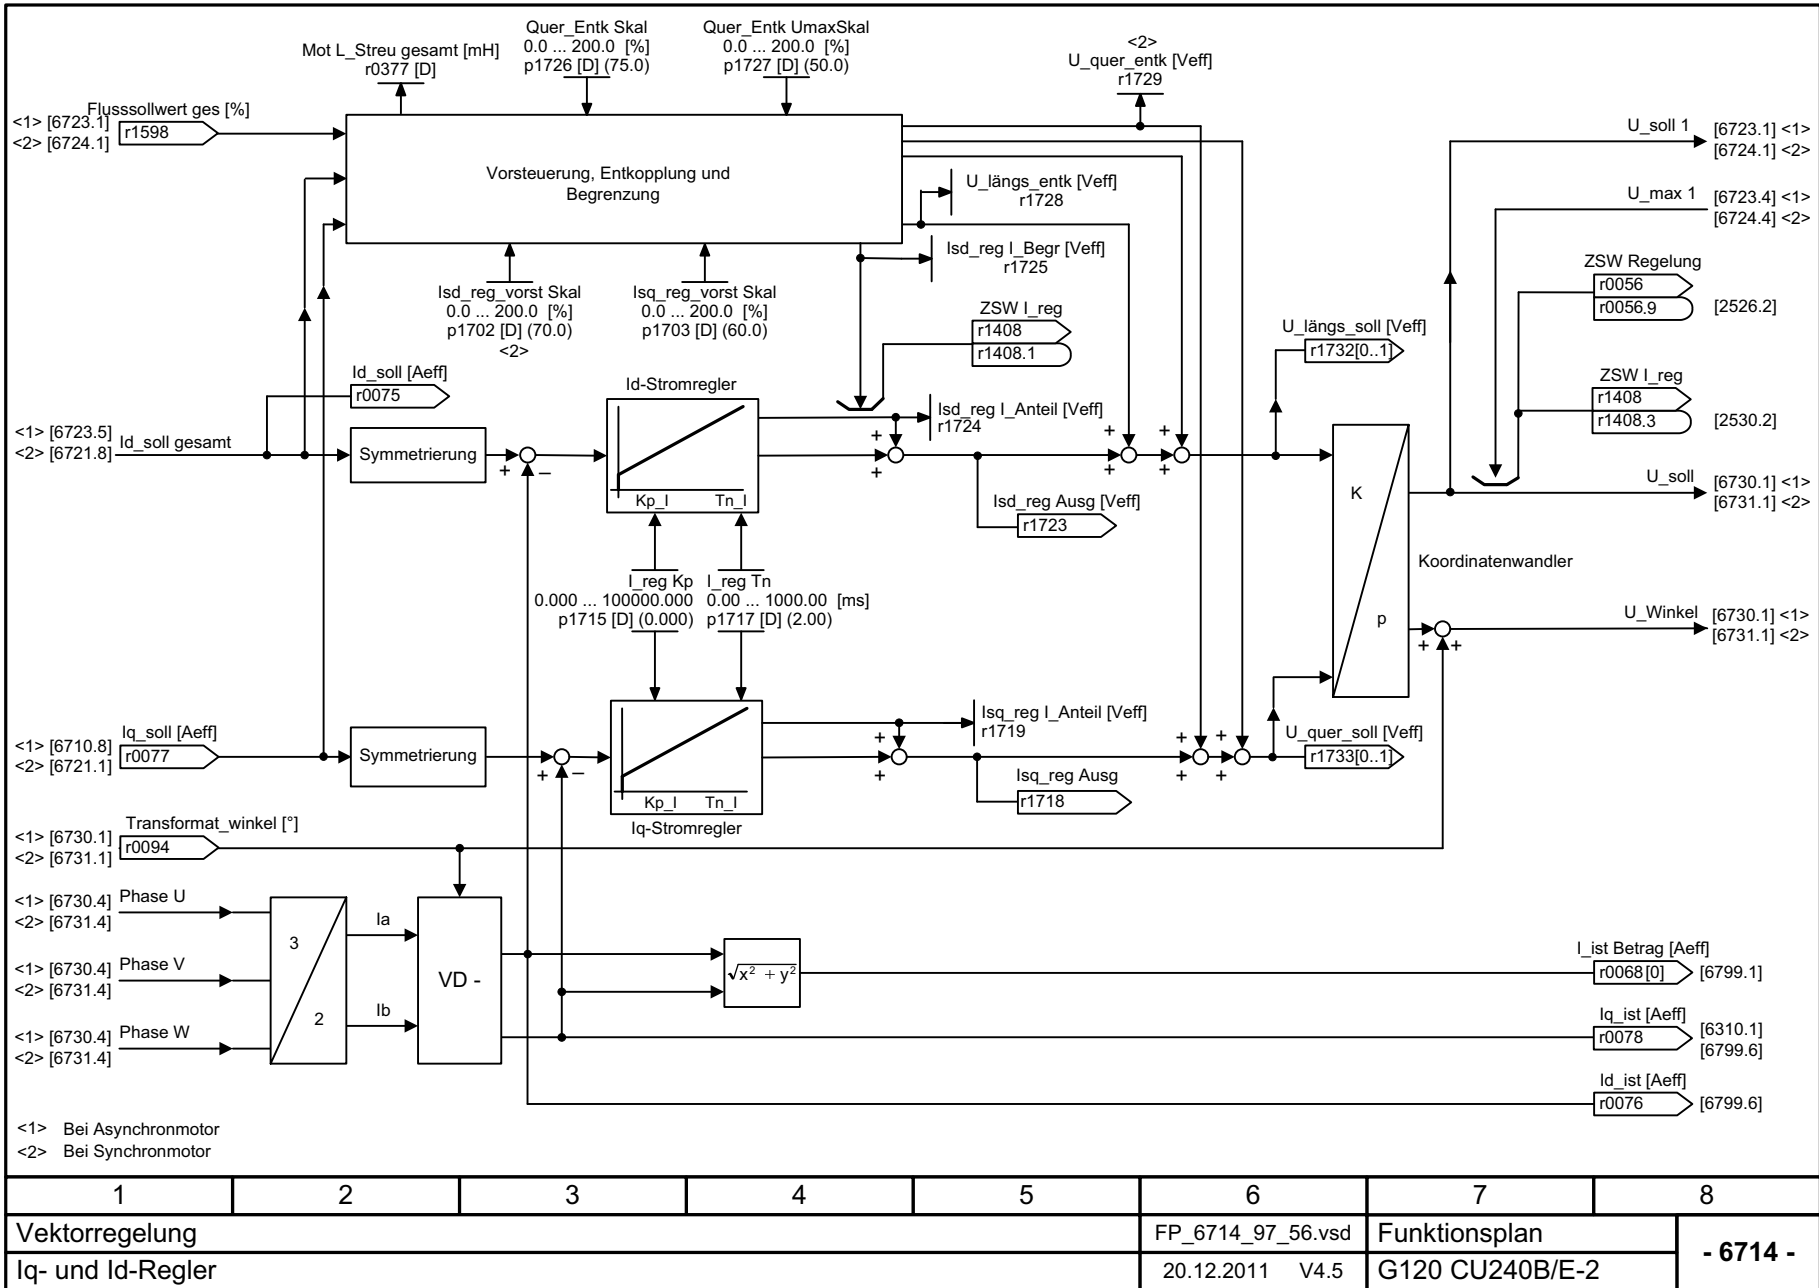 Mot L_Streu gesamt [mH]
r0377 [D]
Quer_Entk Skal
0.0 ... 200.0 [%]
p1726 [D] (75.0)
Quer_Entk UmaxSkal
0.0 ... 200.0 [%]
p1727 [D] (50.0)
<2>
U_quer_entk [Veff]
r1729
Flusssollwert ges [%]
<1> [6723.1]
<2> [6724.1]
r1598
Vorsteuerung, Entkopplung und
Begrenzung
U_soll 1
[6723.1] <1>
[6724.1] <2>
U_längs_entk [Veff]
r1728
U_max 1
[6723.4] <1>
[6724.4] <2>
Isd_reg I_Begr [Veff]
r1725
ZSW Regelung
r0056
r0056.9
[2526.2]
Isd_reg_vorst Skal
0.0 ... 200.0 [%]
p1702 [D] (70.0)
<2>
Isq_reg_vorst Skal
0.0 ... 200.0 [%]
p1703 [D] (60.0)
ZSW I_reg
r1408
r1408.1
U_längs_soll [Veff]
r1732[0..1]
Id_soll [Aeff]
r0075
Id-Stromregler
ZSW I_reg
r1408
r1408.3
[2530.2]
<1> [6723.5]
<2> [6721.8]
Id_soll gesamt
Symmetrierung
+
–
Kp_I
Tn_I
Isd_reg I_Anteil [Veff]
r1724
+
+
+
+
+
+
K
p
U_soll
[6730.1] <1>
[6731.1] <2>
Isd_reg Ausg [Veff]
r1723
Koordinatenwandler
I_reg Kp
0.000 ... 100000.000
p1715 [D] (0.000)
I_reg Tn
0.00 ... 1000.00 [ms]
p1717 [D] (2.00)
U_Winkel
[6730.1] <1>
[6731.1] <2>
+
+
Iq_soll [Aeff]
<1> [6710.8]
<2> [6721.1]
r0077
Symmetrierung
+
–
Kp_I
Tn_I
Iq-Stromregler
Isq_reg I_Anteil [Veff]
r1719
+
+
+
+
+
+
U_quer_soll [Veff]
r1733[0..1]
Isq_reg Ausg
r1718
Transformat_winkel [°]
<1> [6730.1]
<2> [6731.1]
r0094
<1> [6730.4]
<2> [6731.4]
Phase U
<1> [6730.4]
<2> [6731.4]
Phase V
<1> [6730.4]
<2> [6731.4]
Phase W
3
2
Ia
Ib
VD -
√x² + y²
I_ist Betrag [Aeff]
r0068[0]
[6799.1]
Iq_ist [Aeff]
r0078
[6310.1]
[6799.6]
Id_ist [Aeff]
r0076
[6799.6]
<1> Bei Asynchronmotor
<2> Bei Synchronmotor
1 2 3 4 5 6 7 8
Vektorregelung
FP_6714_97_56.vsd
Funktionsplan
- 6714 -
Iq- und Id-Regler
20.12.2011 V4.5
G120 CU240B/E-2